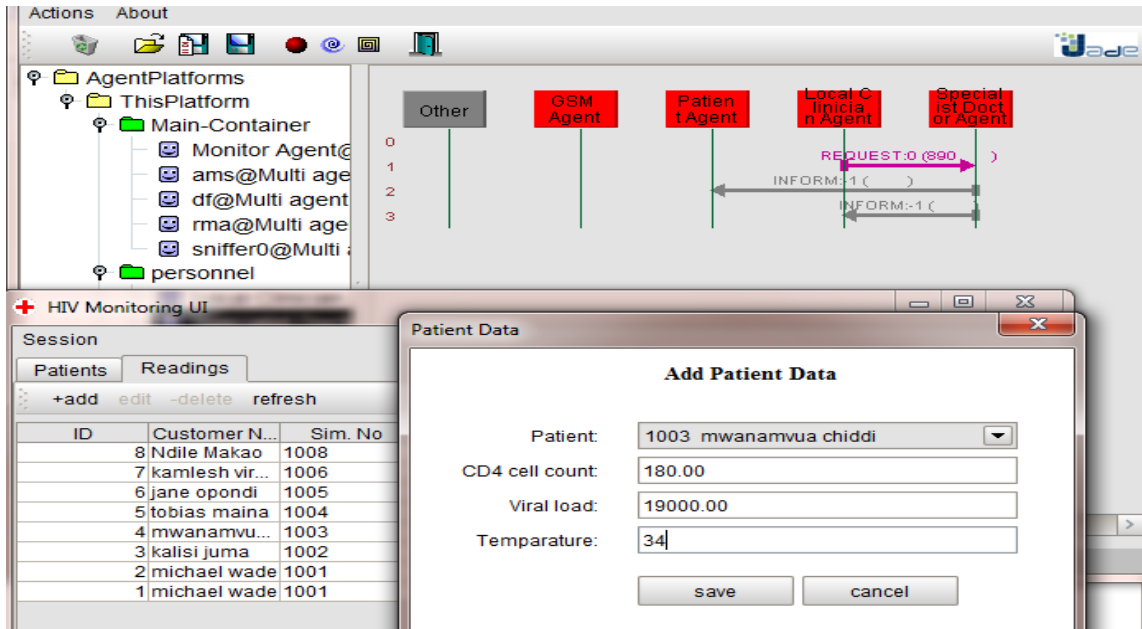 Actions About
Jade
AgentPlatforms
ThisPlatform
Main-Container
Monitor Agent@
ams@Multi age
df@Multi agent
rma@Multi age
sniffer0@Multi a
personnel
Other
GSM
Agent
Patien
t Agent
Local C
linicia
n Agent
Special
ist Doct
or Agent
0
1
2
3
REQUEST:0 (890 )
INFORM:-1 ( )
INFORM:-1 ( )
HIV Monitoring UI
Session
Patients Readings
+add edit -delete refresh
ID Customer N... Sim. No
8 Ndile Makao 1008
7 kamlesh vir... 1006
6 jane opondi 1005
5 tobias maina 1004
4 mwanamvu... 1003
3 kalisi juma 1002
2 michael wade 1001
1 michael wade 1001
Patient Data
Add Patient Data
Patient: 1003 mwanamvua chiddi
CD4 cell count: 180.00
Viral load: 19000.00
Temparature: 34
save cancel